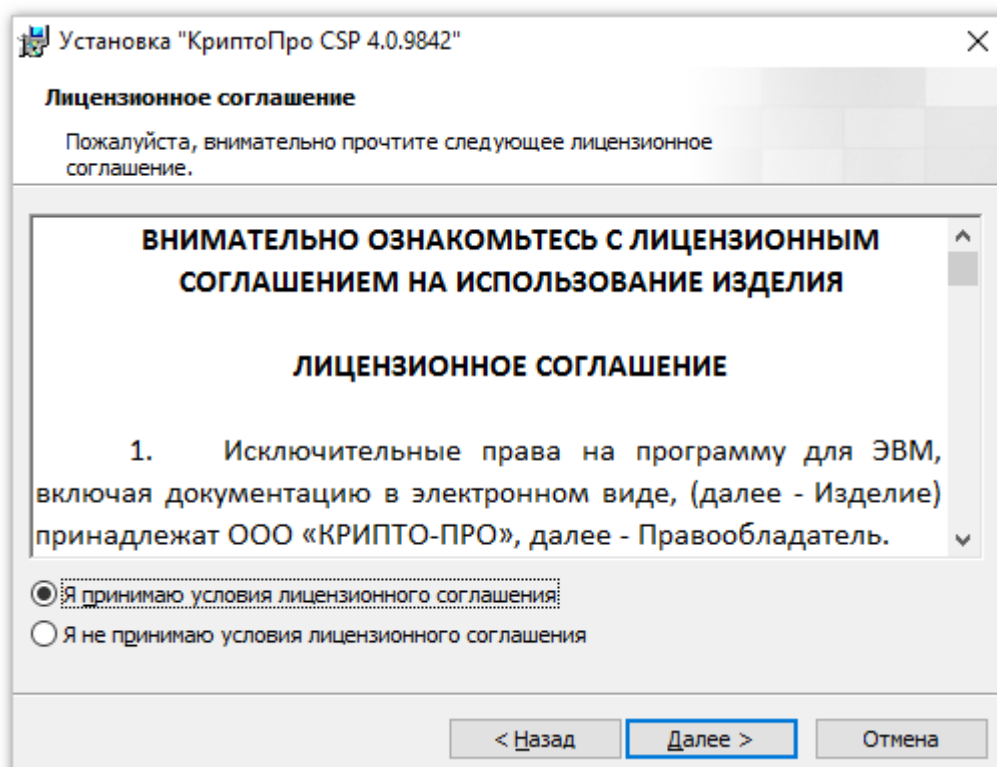 Установка "КриптоПро CSP 4.0.9842"
Лицензионное соглашение
Пожалуйста, внимательно прочтите следующее лицензионное
соглашение.
ВНИМАТЕЛЬНО ОЗНАКОМЬТЕСЬ С ЛИЦЕНЗИОННЫМ
СОГЛАШЕНИЕМ НА ИСПОЛЬЗОВАНИЕ ИЗДЕЛИЯ
ЛИЦЕНЗИОННОЕ СОГЛАШЕНИЕ
1. Исключительные права на программу для ЭВМ,
включая документацию в электронном виде, (далее - Изделие)
принадлежат ООО «КРИПТО-ПРО», далее - Правообладатель.
Я принимаю условия лицензионного соглашения
Я не принимаю условия лицензионного соглашения
< Назад
Далее >
Отмена